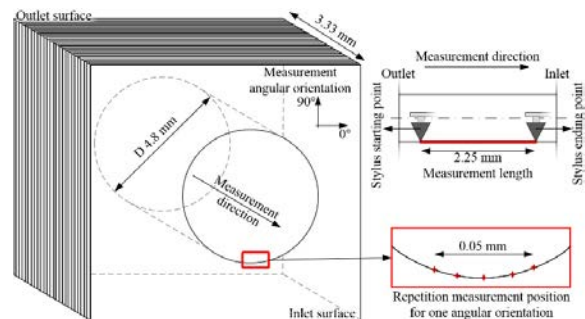 Outlet surface
3.33 mm
Measurement
angular orientation
90°
0°
D 4.8 mm
Measurement
direction
Inlet surface
Measurement direction
Outlet
Inlet
Stylus starting point
Stylus ending point
2.25 mm
Measurement length
0.05 mm
Repetition measurement position
for one angular orientation